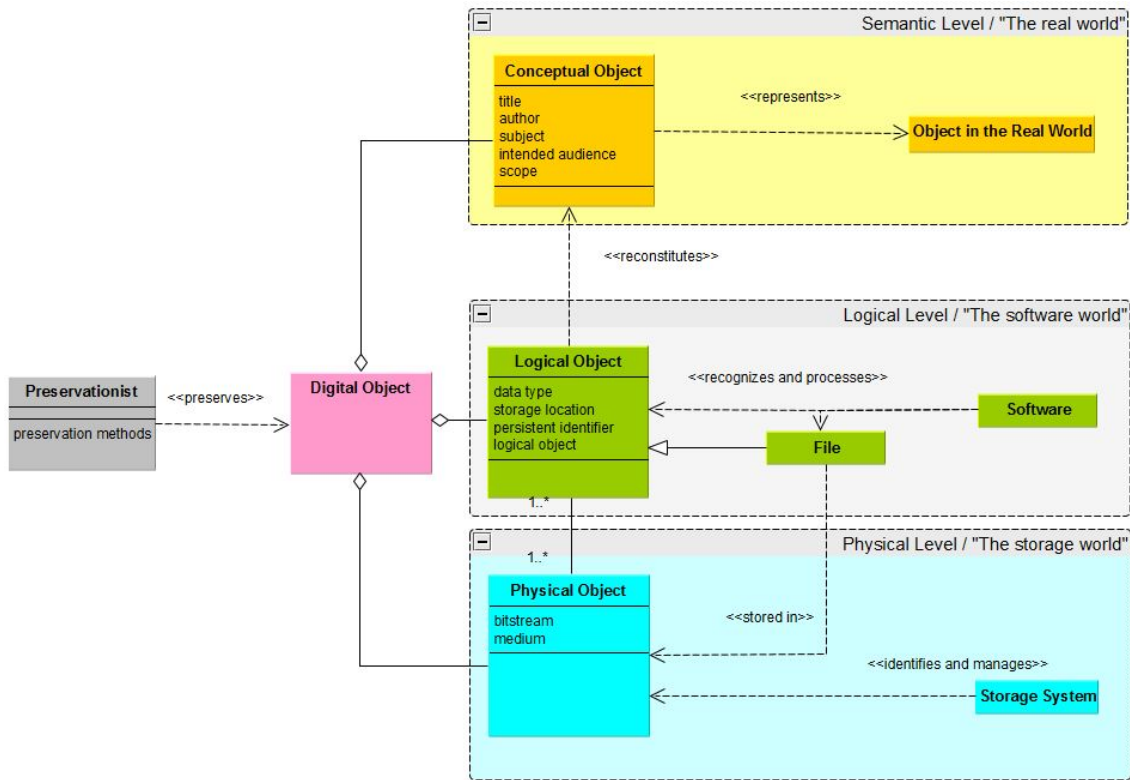 Semantic Level / "The real world"
Conceptual Object
title
author
subject
intended audience
scope
<<represents>>
Object in the Real World
<<reconstitutes>>
Logical Level / "The software world"
Logical Object
data type
storage location
persistent identifier
logical object
<<recognizes and processes>>
Software
File
Preservationist
preservation methods
<<preserves>>
Digital Object
1..*
Physical Level / "The storage world"
1..*
Physical Object
bitstream
medium
<<stored in>>
<<identifies and manages>>
Storage System